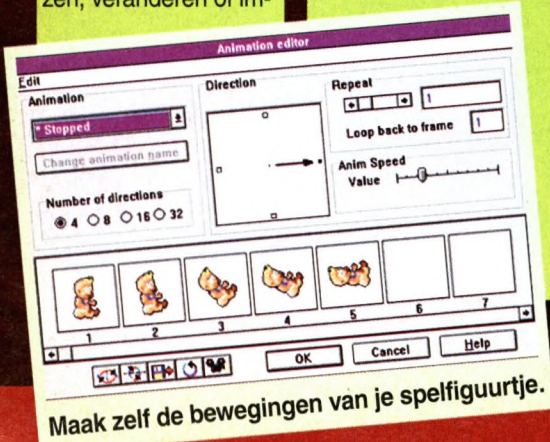 zen, veranderen of im-
Animation editor
Edit
Animation
Direction
Repeat
* Stopped
1
Loop back to frame 1
Change animation name
Anim Speed
Value
Number of directions
4 8 16 32
1 2 3 4 5 6 7
OK Cancel Help
Maak zelf de bewegingen van je spelfiguurtje.